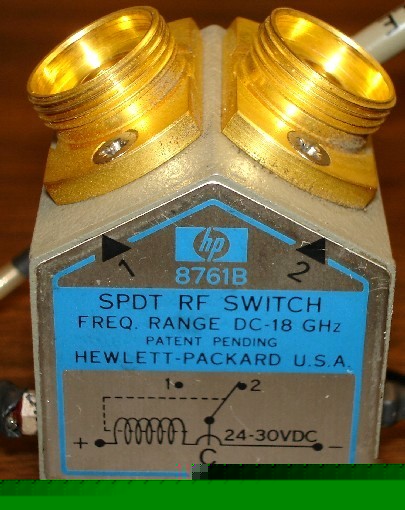 F
1 2
hp
8761B
SPDT RF SWITCH
FREQ. RANGE DC-18 GHz
PATENT PENDING
HEWLETT-PACKARD U.S.A.
1 2
+ 24-30VDC -
C